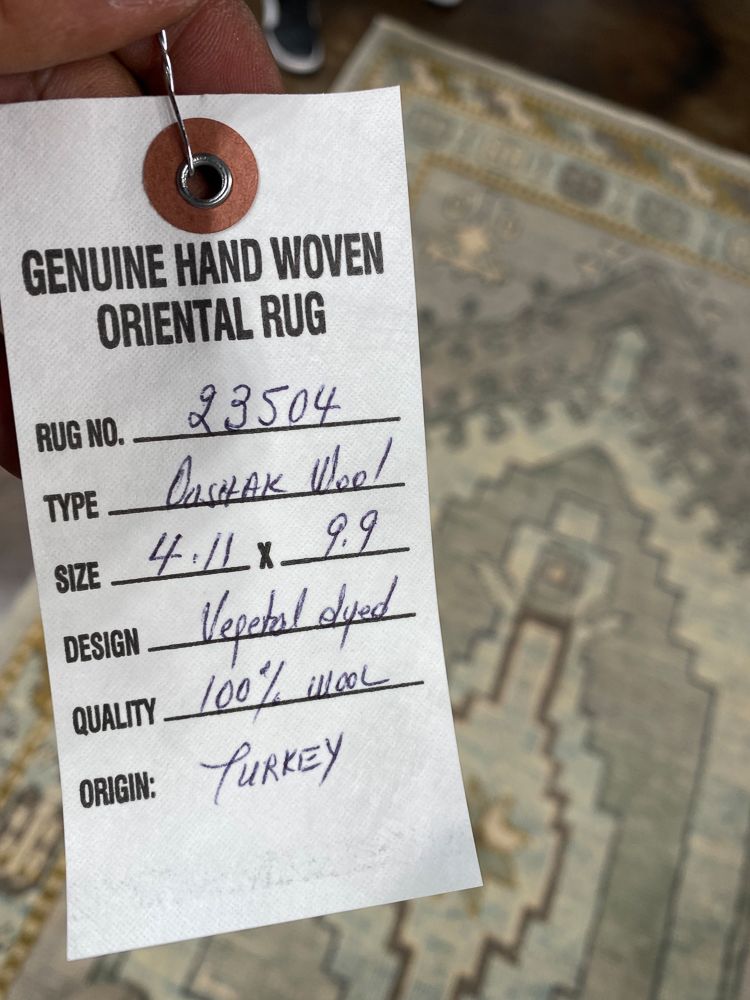 GENUINE HAND WOVEN
ORIENTAL RUG
RUG NO. 23504
TYPE Oushak Wool
SIZE 4.11 x 9.9
DESIGN Vegetal dyed
QUALITY 100% WOOL
ORIGIN: TURKEY